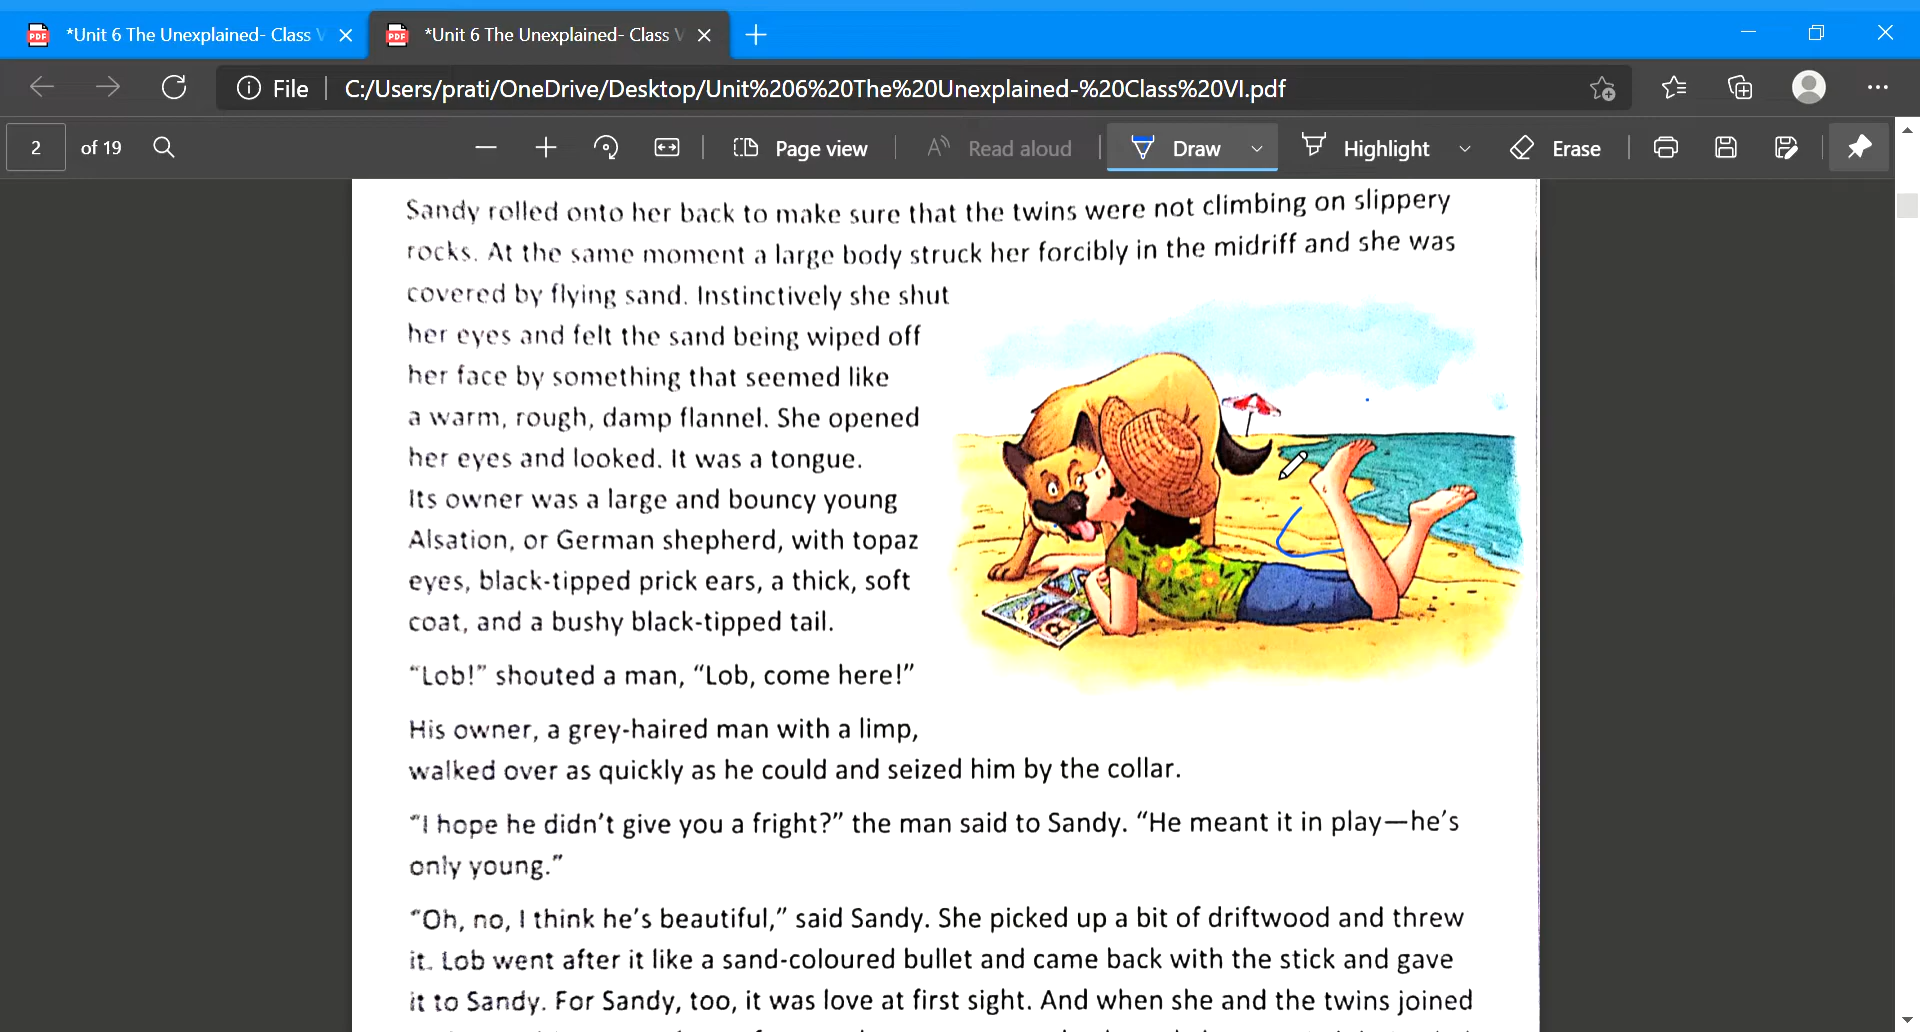 *Unit 6 The Unexplained- Class V
*Unit 6 The Unexplained- Class V
File
C:/Users/prati/OneDrive/Desktop/Unit%206%20The%20Unexplained-%20Class%20VI.pdf
2 of 19
Page view
Read aloud
Draw
Highlight
Erase
Sandy rolled onto her back to make sure that the twins were not climbing on slippery
rocks. At the same moment a large body struck her forcibly in the midriff and she was
covered by flying sand. Instinctively she shut
her eyes and felt the sand being wiped off
her face by something that seemed like
a warm, rough, damp flannel. She opened
her eyes and looked. It was a tongue.
Its owner was a large and bouncy young
Alsation, or German shepherd, with topaz
eyes, black-tipped prick ears, a thick, soft
coat, and a bushy black-tipped tail.
“Lob!” shouted a man, “Lob, come here!”
His owner, a grey-haired man with a limp,
walked over as quickly as he could and seized him by the collar.
“I hope he didn’t give you a fright?” the man said to Sandy. “He meant it in play—he’s
only young.”
“Oh, no, I think he’s beautiful,” said Sandy. She picked up a bit of driftwood and threw
it. Lob went after it like a sand-coloured bullet and came back with the stick and gave
it to Sandy. For Sandy, too, it was love at first sight. And when she and the twins joined